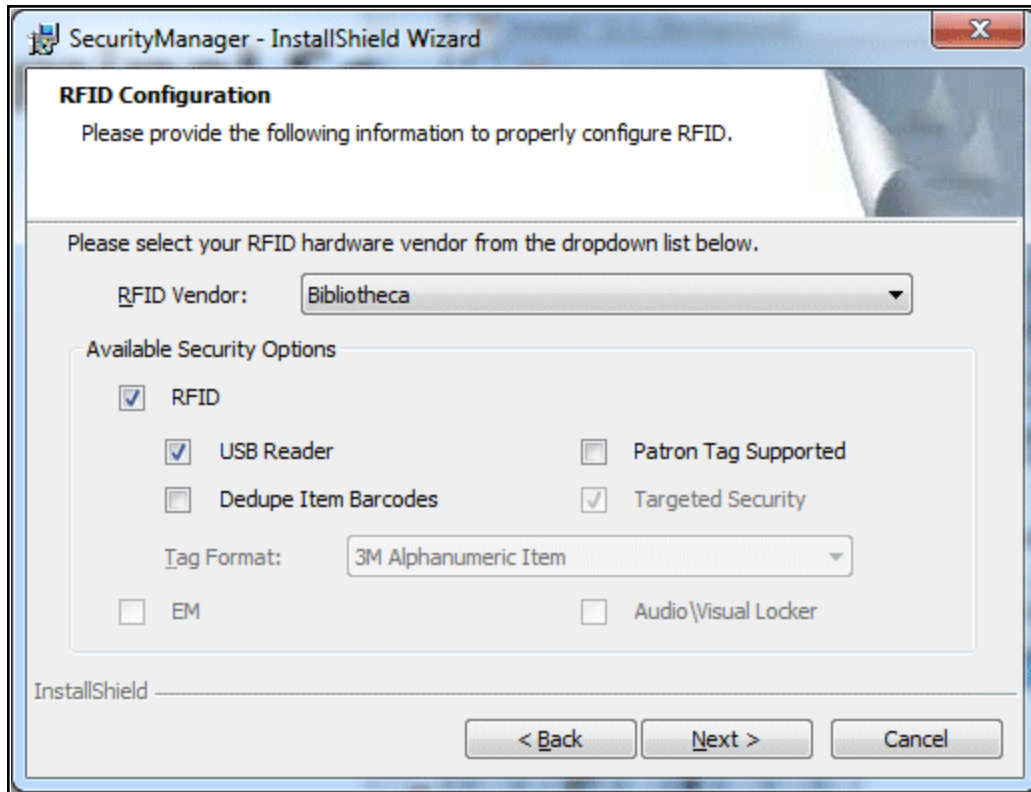 SecurityManager - InstallShield Wizard
RFID Configuration
Please provide the following information to properly configure RFID.
Please select your RFID hardware vendor from the dropdown list below.
RFID Vendor: Bibliotheca
Available Security Options
RFID
USB Reader Patron Tag Supported
Dedupe Item Barcodes Targeted Security
Tag Format: 3M Alphanumeric Item
EM Audio\Visual Locker
InstallShield
< Back Next > Cancel